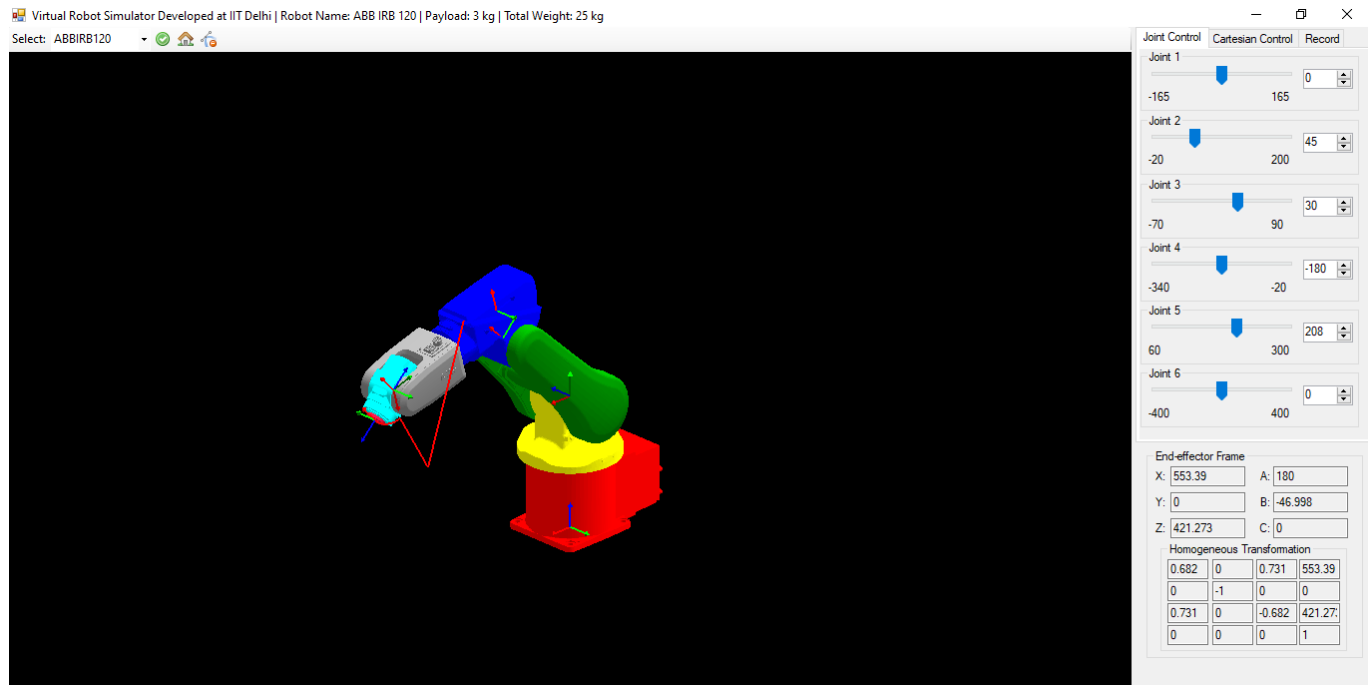 Virtual Robot Simulator Developed at IIT Delhi | Robot Name: ABB IRB 120 | Payload: 3 kg | Total Weight: 25 kg
Select: ABBIRB120
Joint Control Cartesian Control Record
Joint 1
0
-165 165
Joint 2
45
-20 200
Joint 3
30
-70 90
Joint 4
-180
-340 -20
Joint 5
208
60 300
Joint 6
0
-400 400
End-effector Frame
X: 553.39 A: 180
Y: 0 B: -46.998
Z: 421.273 C: 0
Homogeneous Transformation
0.682 0 0.731 553.39
0 -1 0 0
0.731 0 -0.682 421.27
0 0 0 1